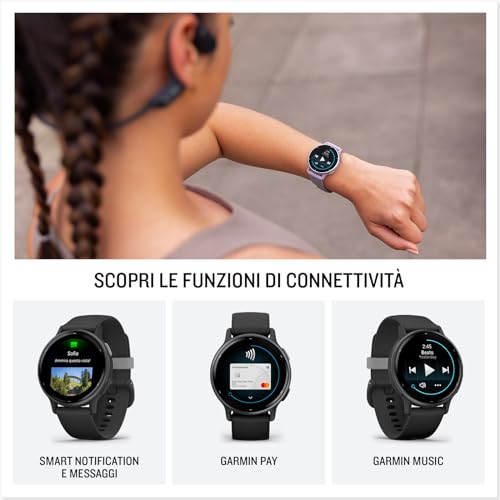 SCOPRI LE FUNZIONI DI CONNETTIVITÀ
Sofia
Ammira questa vista!
2:45
Beats
Yesterday
SMART NOTIFICATION
E MESSAGGI
GARMIN PAY
GARMIN MUSIC